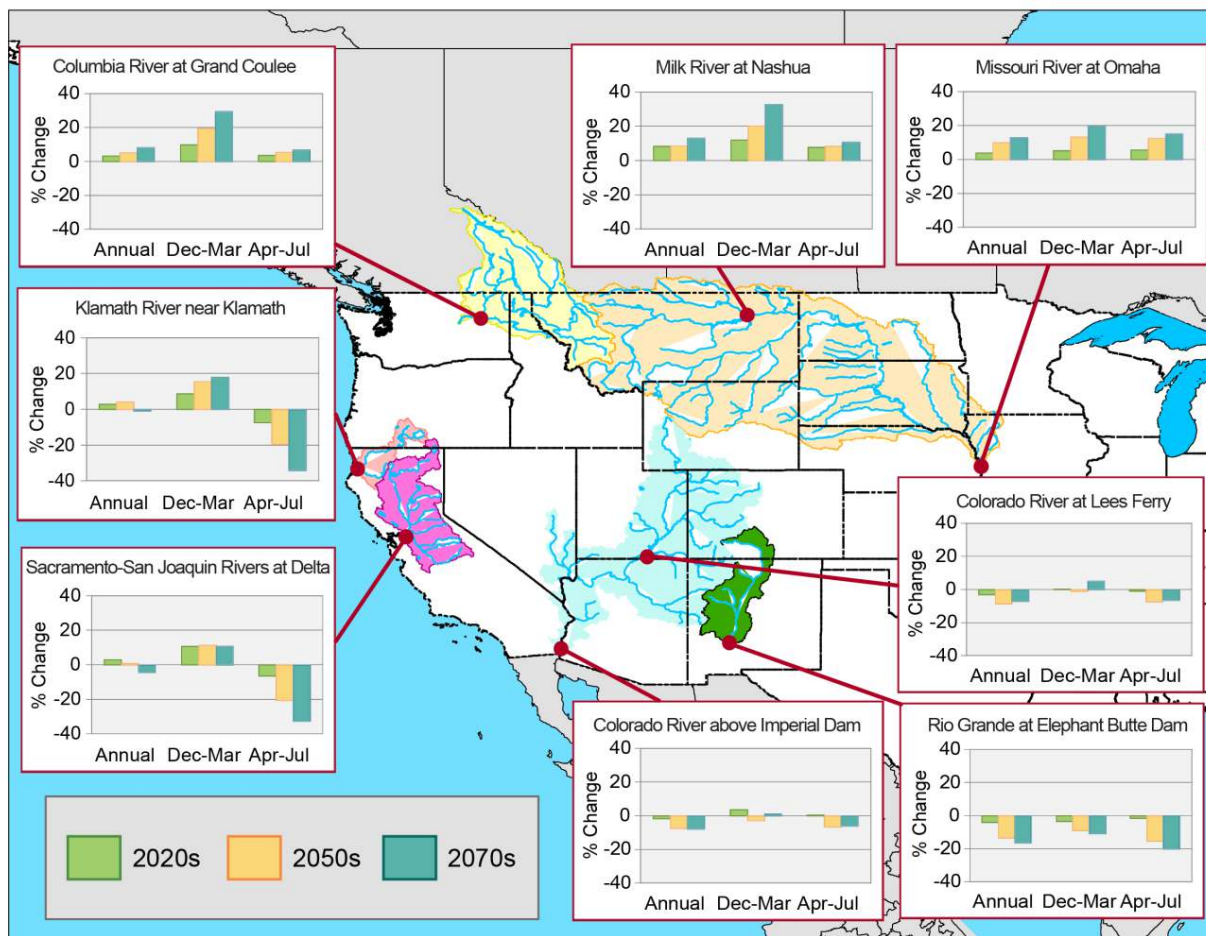 Columbia River at Grand Coulee
40
20
0
-20
-40
% Change
Annual Dec-Mar Apr-Jul
Milk River at Nashua
40
20
0
-20
-40
% Change
Annual Dec-Mar Apr-Jul
Missouri River at Omaha
40
20
0
-20
-40
% Change
Annual Dec-Mar Apr-Jul
Klamath River near Klamath
40
20
0
-20
-40
% Change
Annual Dec-Mar Apr-Jul
Colorado River at Lees Ferry
40
20
0
-20
-40
% Change
Annual Dec-Mar Apr-Jul
Sacramento-San Joaquin Rivers at Delta
40
20
0
-20
-40
% Change
Annual Dec-Mar Apr-Jul
Colorado River above Imperial Dam
40
20
0
-20
-40
% Change
Annual Dec-Mar Apr-Jul
Rio Grande at Elephant Butte Dam
40
20
0
-20
-40
% Change
Annual Dec-Mar Apr-Jul
2020s 2050s 2070s